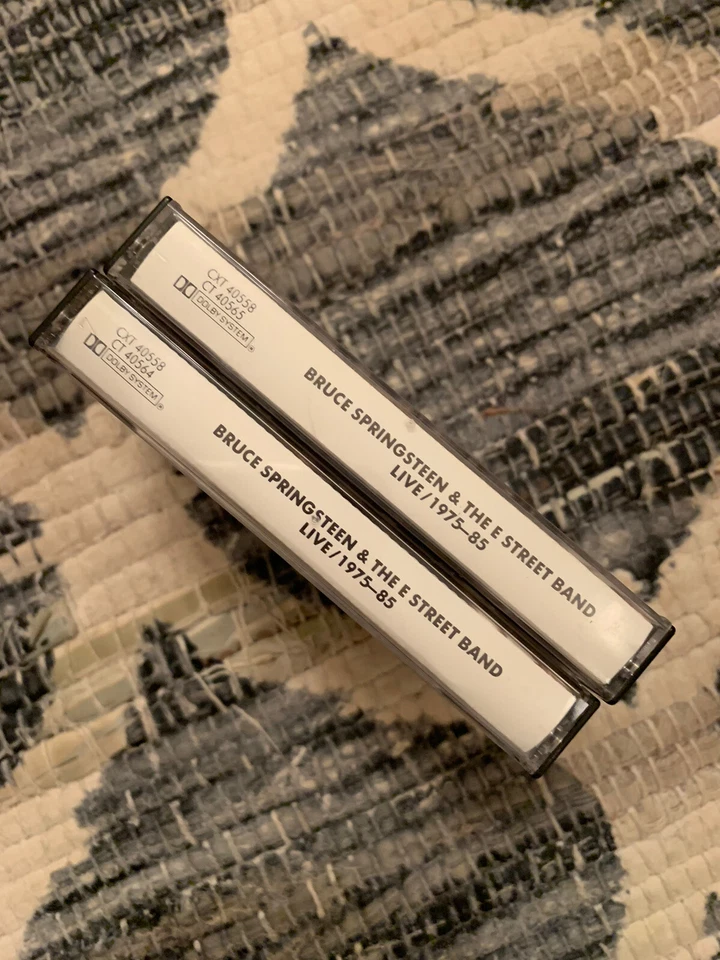 CXT 40558
CT 40565
DOLBY SYSTEM
BRUCE SPRINGSTEEN & THE E STREET BAND
LIVE/1975–85
CXT 40558
CT 40564
DOLBY SYSTEM
BRUCE SPRINGSTEEN & THE E STREET BAND
LIVE/1975–85